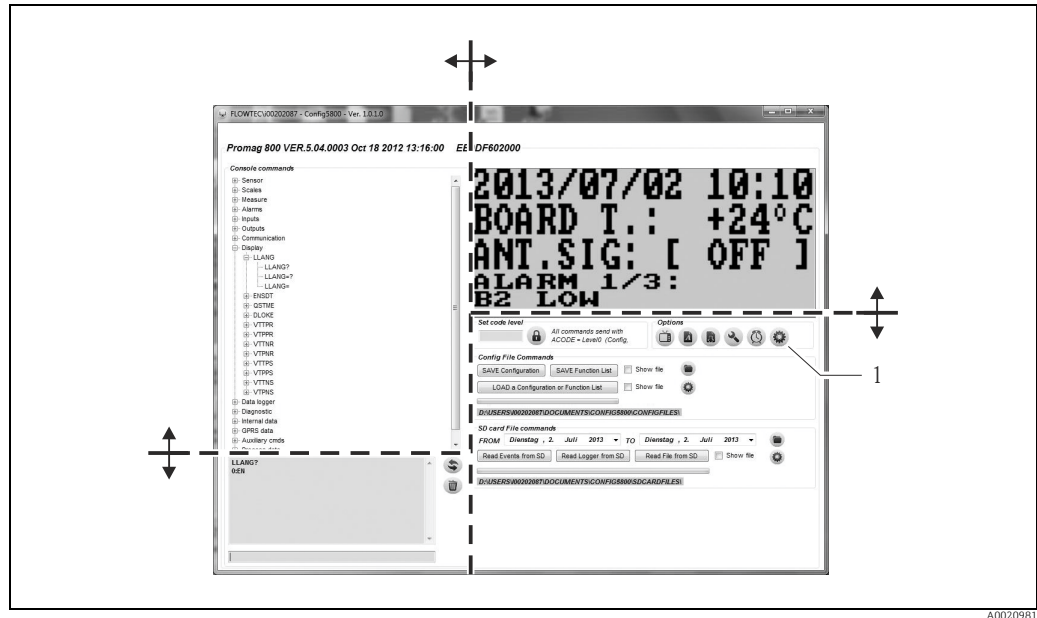 FLOWTEC\i00202087 - Config5800 - Ver. 1.0.1.0
Promag 800 VER.5.04.0003 Oct 18 2012 13:16:00 EE DF602000
Console commands
Sensor
Scales
Measure
Alarms
Inputs
Outputs
Communication
Display
LLANG
LLANG?
LLANG=?
LLANG=
ENSDT
QSTME
DLOKE
VTTPR
VTPPR
VTTNR
VTPNR
VTTPS
VTPPS
VTTNS
VTPNS
Data logger
Diagnostic
Internal data
GPRS data
Auxiliary cmds
LLANG?
0:EN
2013/07/02 10:10
BOARD T.: +24°C
ANT.SIG: [ OFF ]
ALARM 1/3:
B2 LOW
Set code level
All commands send with
ACODE = Level0 (Config,
Options
1
Config File Commands
SAVE Configuration SAVE Function List Show file
LOAD a Configuration or Function List Show file
D:\USERS\I00202087\DOCUMENTS\CONFIG5800\CONFIGFILES\
SD card File commands
FROM Dienstag , 2. Juli 2013 TO Dienstag , 2. Juli 2013
Read Events from SD Read Logger from SD Read File from SD Show file
D:\USERS\I00202087\DOCUMENTS\CONFIG5800\SDCARDFILES\
A0020981